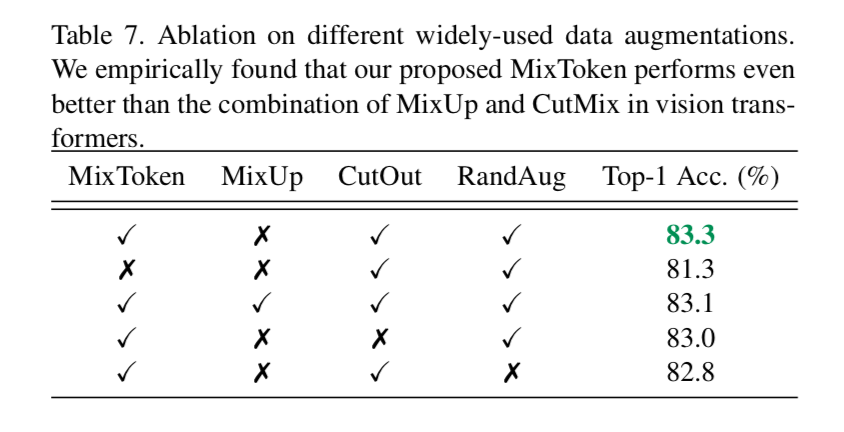 Table 7. Ablation on different widely-used data augmentations.
We empirically found that our proposed MixToken performs even
better than the combination of MixUp and CutMix in vision trans-
formers.
MixToken MixUp CutOut RandAug Top-1 Acc. (%)
✓ ✗ ✓ ✓ 83.3
✗ ✗ ✓ ✓ 81.3
✓ ✓ ✓ ✓ 83.1
✓ ✗ ✗ ✓ 83.0
✓ ✗ ✓ ✗ 82.8